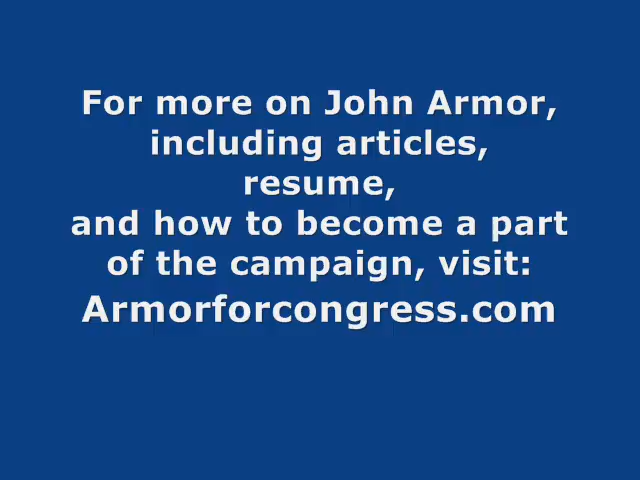 For more on John Armor,
including articles,
resume,
and how to become a part
of the campaign, visit:
Armorforcongress.com